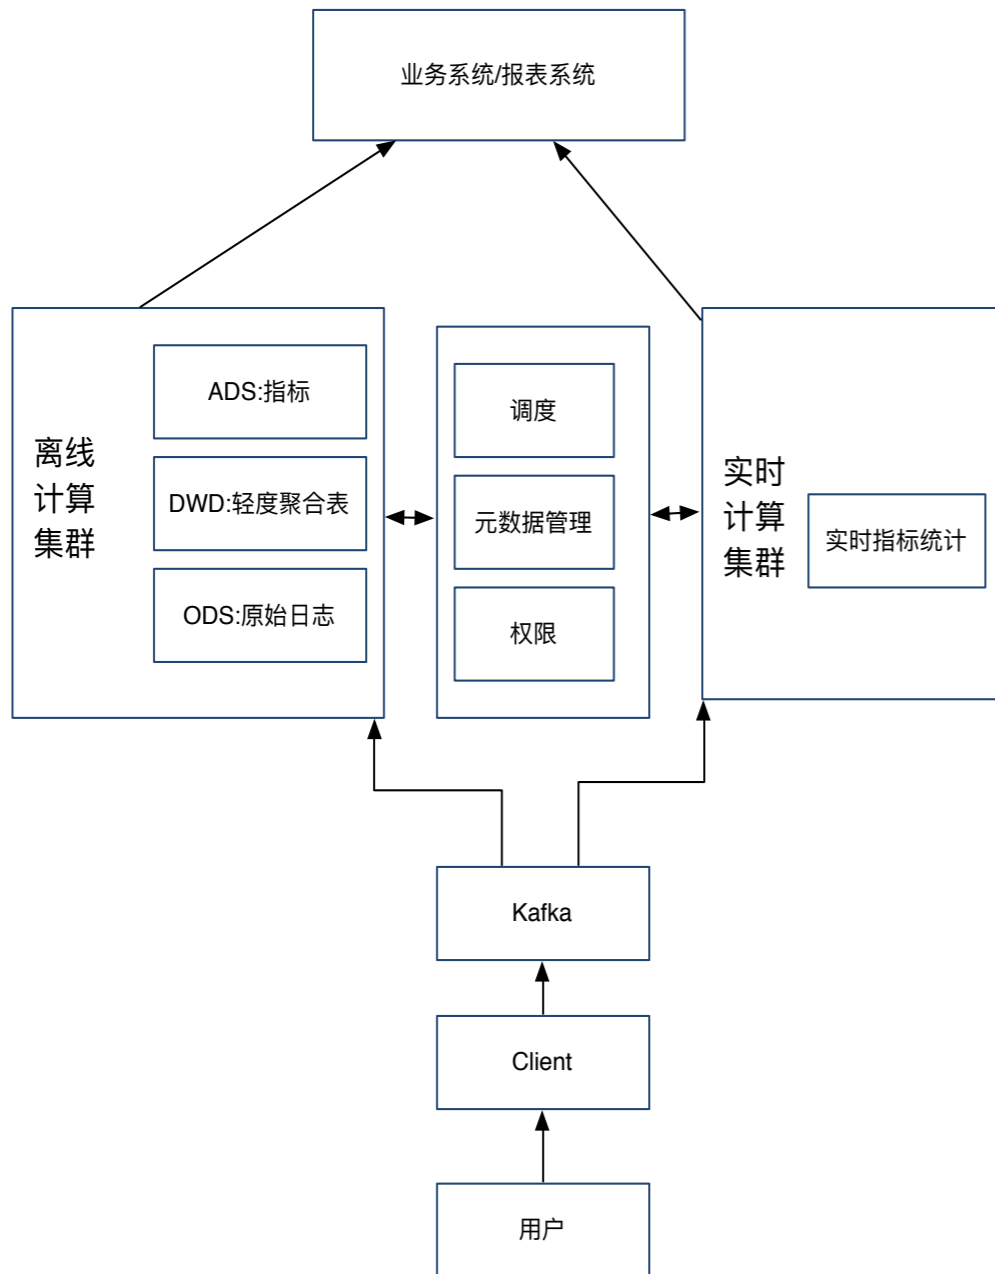 业务系统/报表系统
离线
计算
集群
ADS:指标
DWD:轻度聚合表
ODS:原始日志
调度
元数据管理
权限
实时
计算
集群
实时指标统计
Kafka
Client
用户